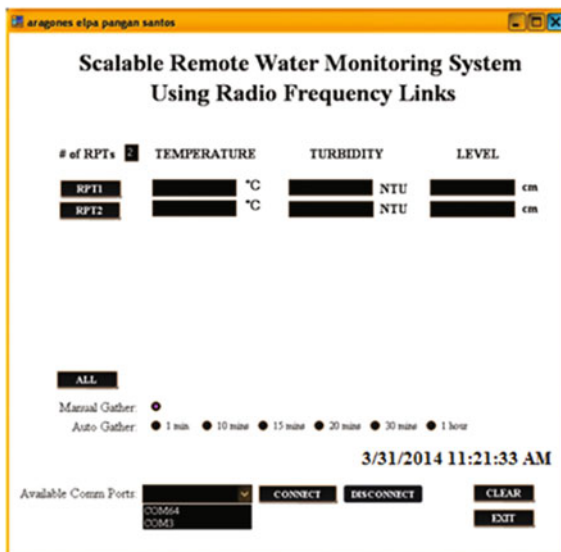 aragones elpa pangan santos
Scalable Remote Water Monitoring System
Using Radio Frequency Links
# of RPTs 2 TEMPERATURE TURBIDITY LEVEL
RPT1 °C NTU cm
RPT2 °C NTU cm
ALL
Manual Gather:
Auto Gather: 1 min 10 mins 15 mins 20 mins 30 mins 1 hour
3/31/2014 11:21:33 AM
Available Comm Ports: CONNECT DISCONNECT CLEAR
COM64
COM3
EXIT